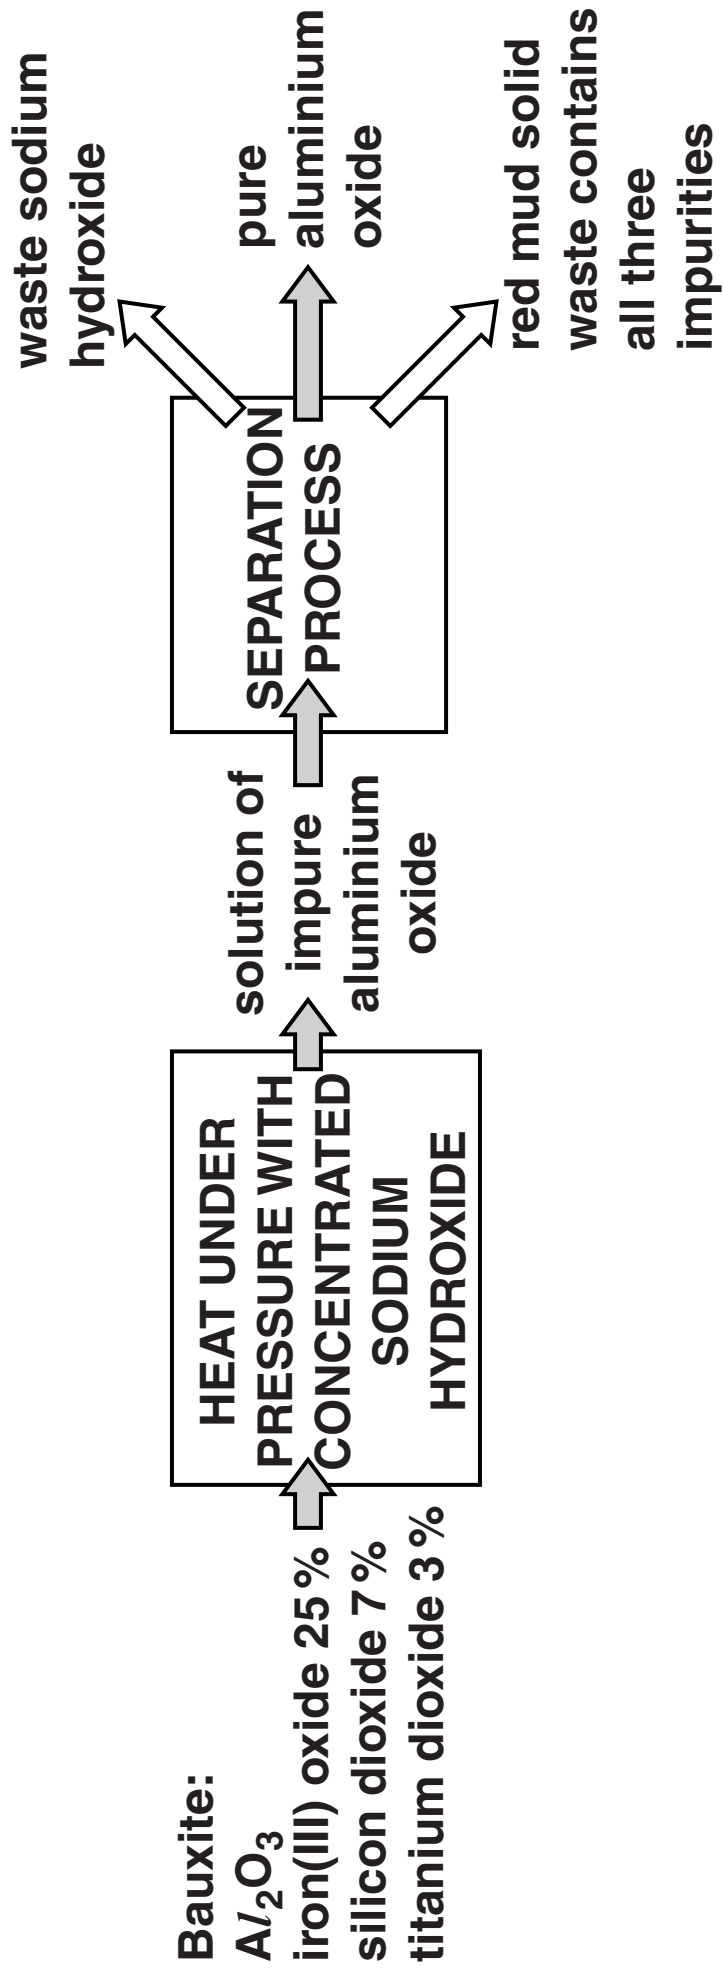 Bauxite:
Al₂O₃
iron(III) oxide 25 %
silicon dioxide 7 %
titanium dioxide 3 %
HEAT UNDER
PRESSURE WITH
CONCENTRATED
SODIUM
HYDROXIDE
solution of
impure
aluminium
oxide
SEPARATION
PROCESS
waste sodium
hydroxide
pure
aluminium
oxide
red mud solid
waste contains
all three
impurities